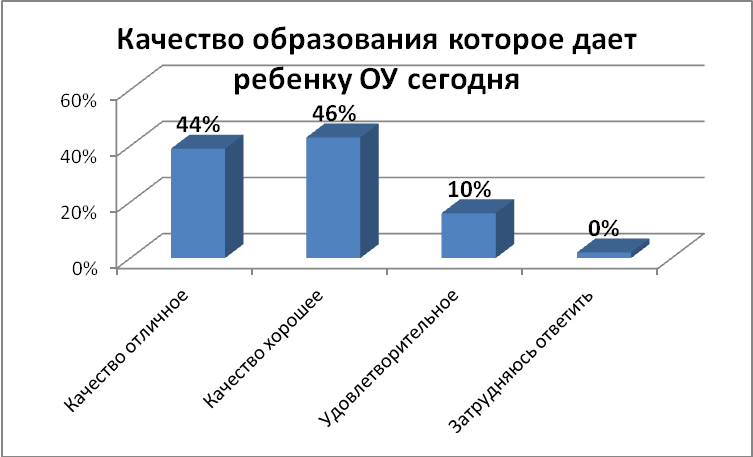 Качество образования которое дает
ребенку ОУ сегодня
60%
40%
20%
0%
44%
46%
10%
0%
Качество отличное
Качество хорошее
Удовлетворительное
Затрудняюсь ответить